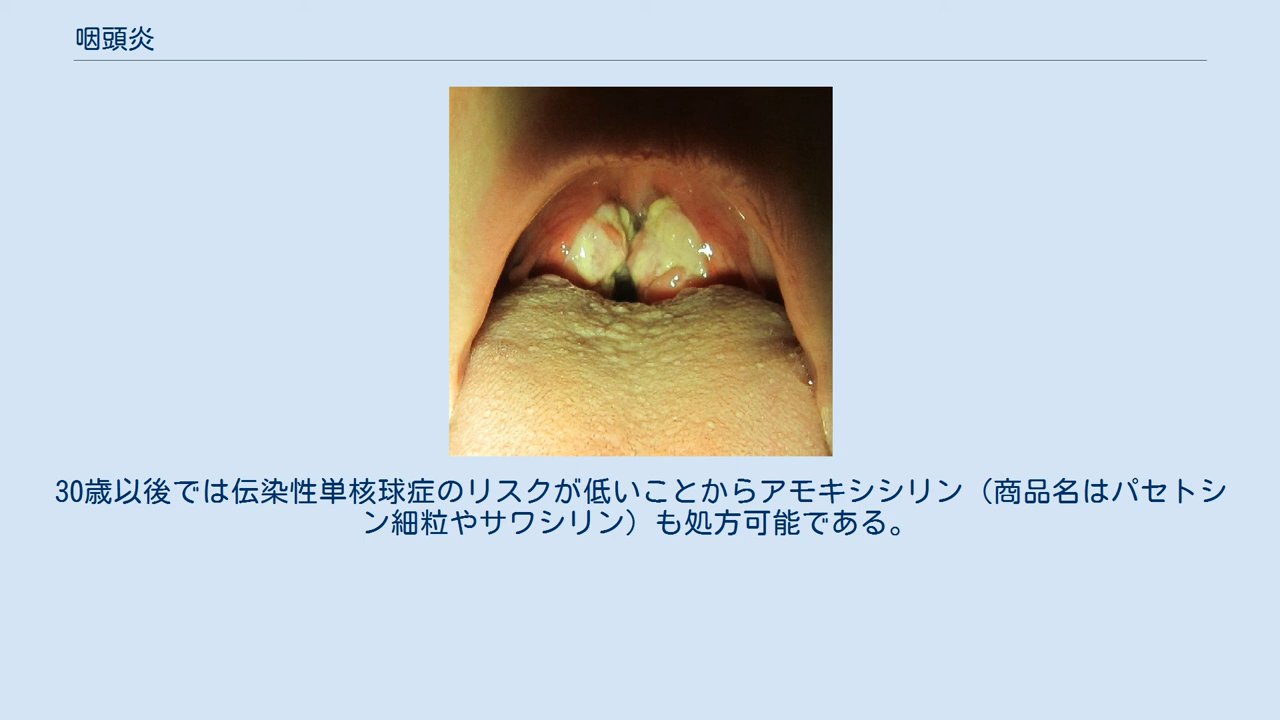 咽頭炎
30歳以後では伝染性単核球症のリスクが低いことからアモキシシリン（商品名はパセトシ
ン細粒やサワシリン）も処方可能である。